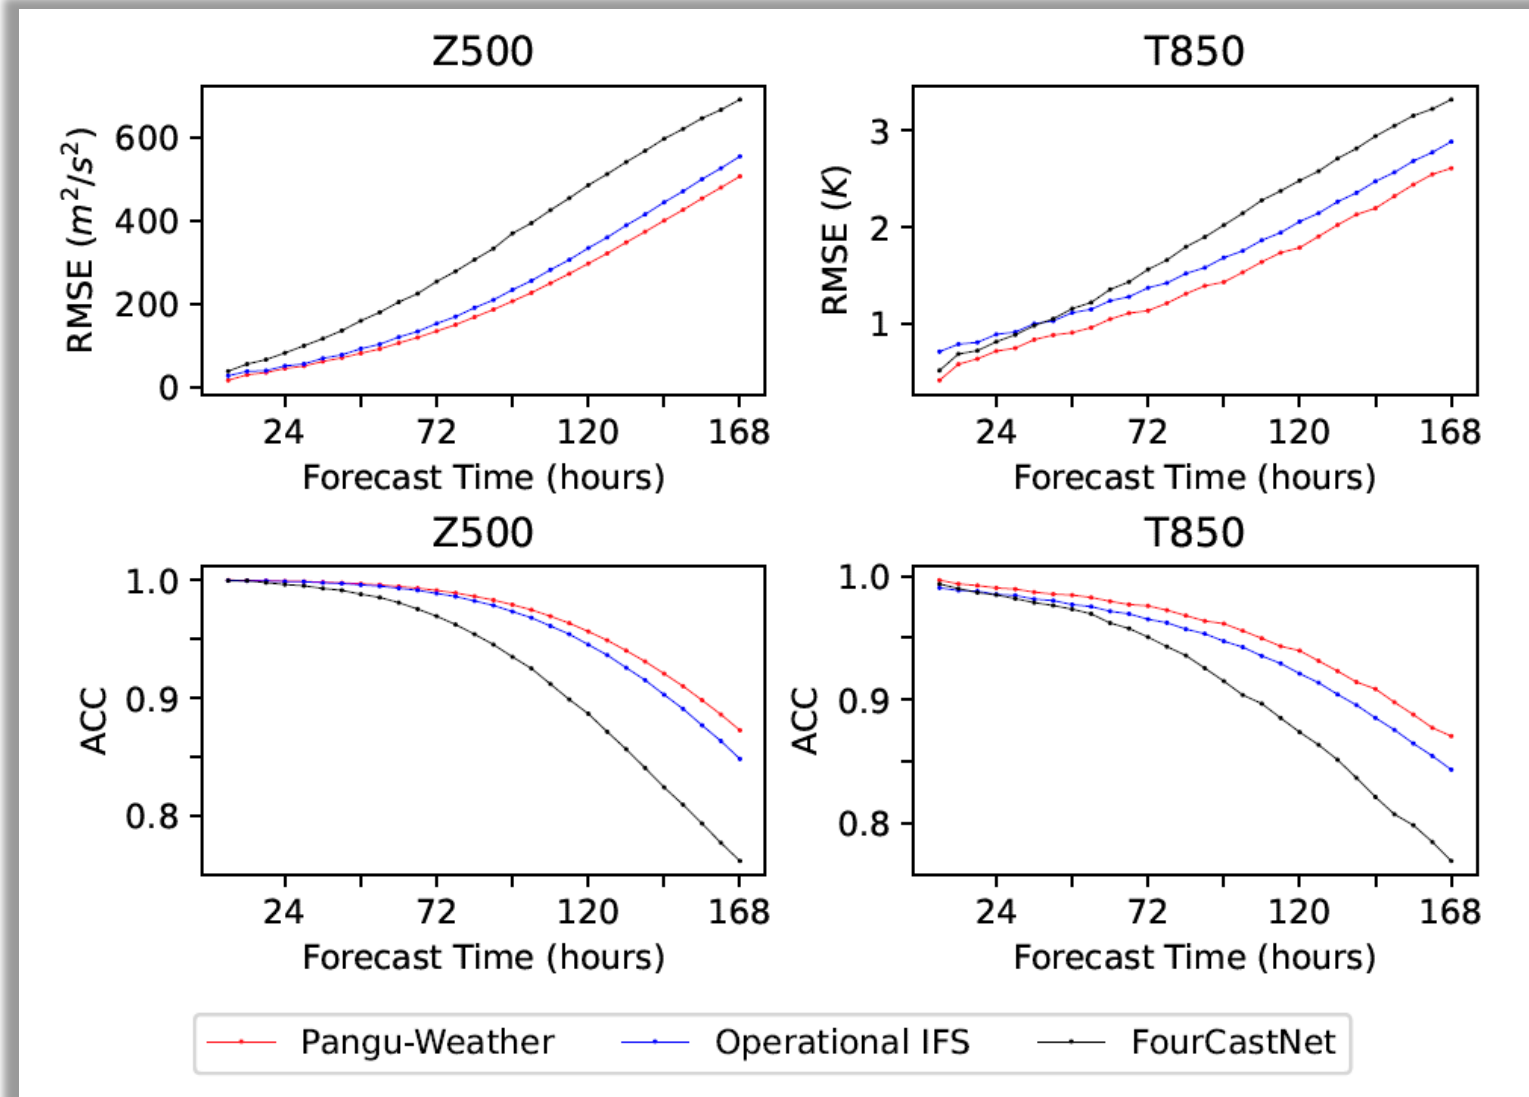 Z500
RMSE (m²/s²)
600
400
200
0
24 72 120 168
Forecast Time (hours)
T850
RMSE (K)
3
2
1
24 72 120 168
Forecast Time (hours)
Z500
ACC
1.0
0.9
0.8
24 72 120 168
Forecast Time (hours)
T850
ACC
1.0
0.9
0.8
24 72 120 168
Forecast Time (hours)
Pangu-Weather Operational IFS FourCastNet